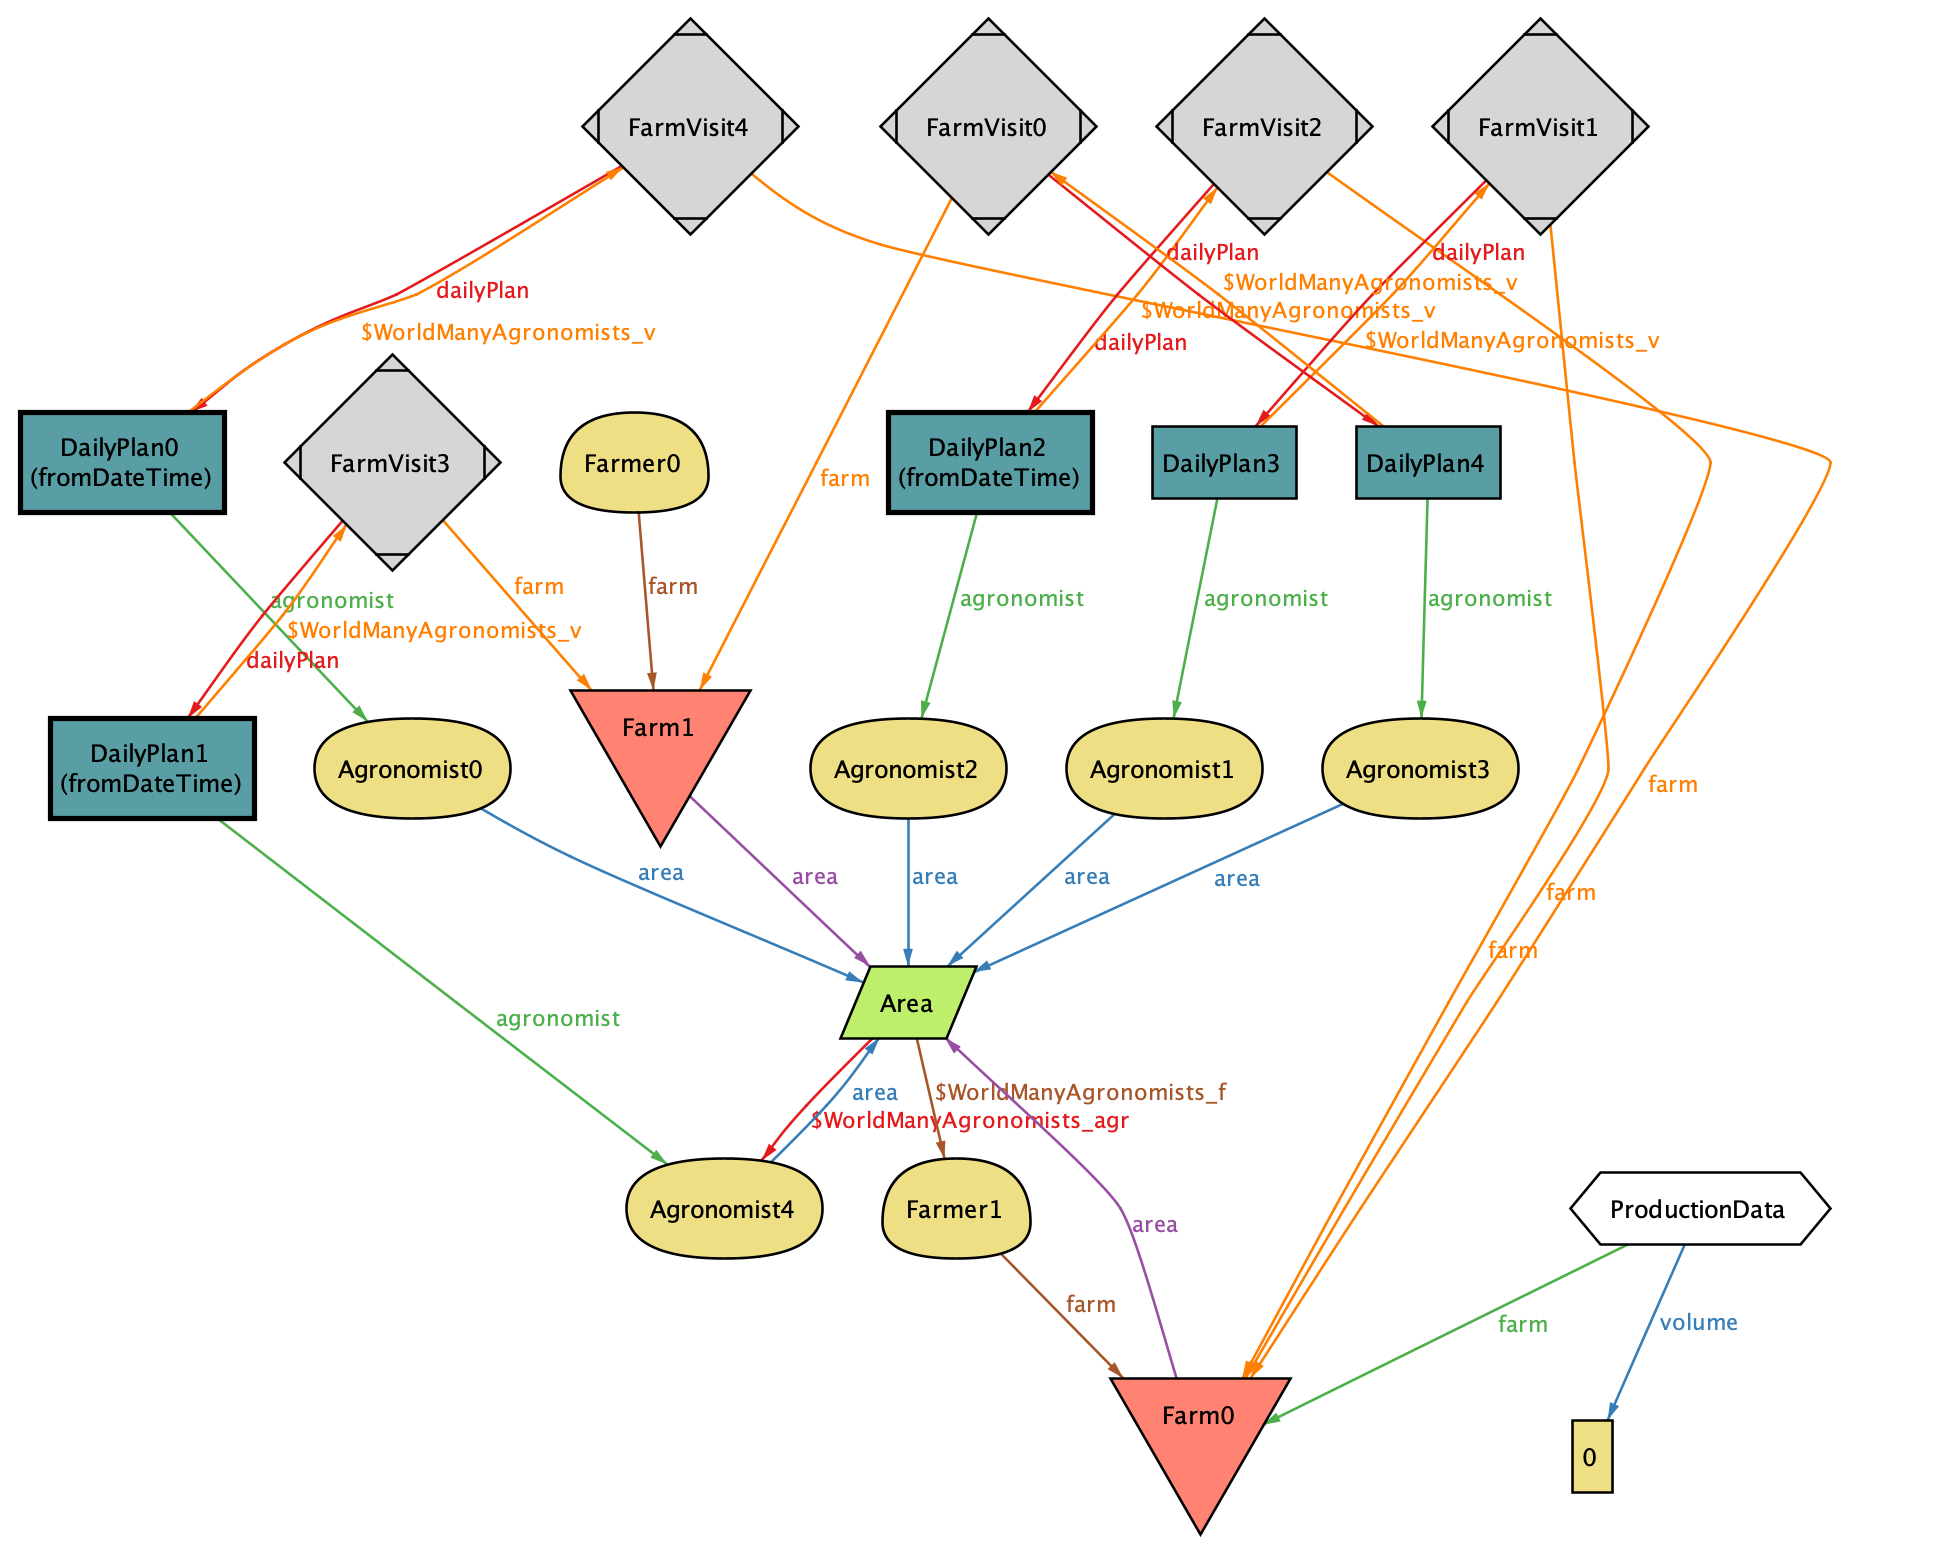 FarmVisit4
FarmVisit0
FarmVisit2
FarmVisit1
dailyPlan
dailyPlan
$WorldManyAgronomists_v
dailyPlan
$WorldManyAgronomists_v
$WorldManyAgronomists_v
dailyPlan
$WorldManyAgronomists_v
DailyPlan0
(fromDateTime)
FarmVisit3
Farmer0
DailyPlan2
(fromDateTime)
DailyPlan3
DailyPlan4
farm
farm
farm
agronomist
agronomist
agronomist
agronomist
$WorldManyAgronomists_v
dailyPlan
DailyPlan1
(fromDateTime)
Agronomist0
Farm1
Agronomist2
Agronomist1
Agronomist3
farm
area
area
area
area
area
farm
farm
Area
agronomist
area
$WorldManyAgronomists_f
$WorldManyAgronomists_agr
Agronomist4
Farmer1
ProductionData
area
farm
farm
volume
Farm0
0